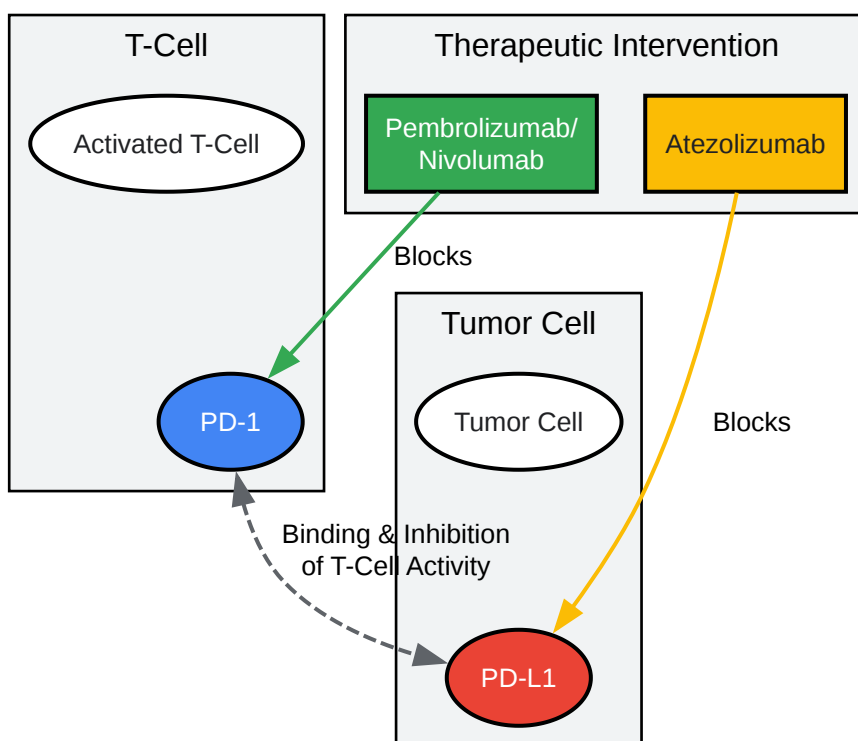 T-Cell
Therapeutic Intervention
Activated T-Cell
Pembrolizumab/
Nivolumab
Atezolizumab
Blocks
Tumor Cell
PD-1
Tumor Cell
Blocks
Binding & Inhibition
of T-Cell Activity
PD-L1